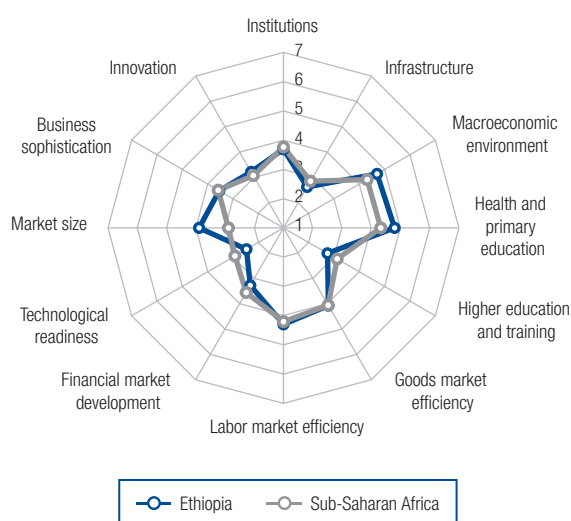 Institutions
7
6
5
4
3
2
1
Infrastructure
Macroeconomic
environment
Health and
primary
education
Higher education
and training
Goods market
efficiency
Labor market efficiency
Financial market
development
Technological
readiness
Market size
Business
sophistication
Innovation
Ethiopia
Sub-Saharan Africa